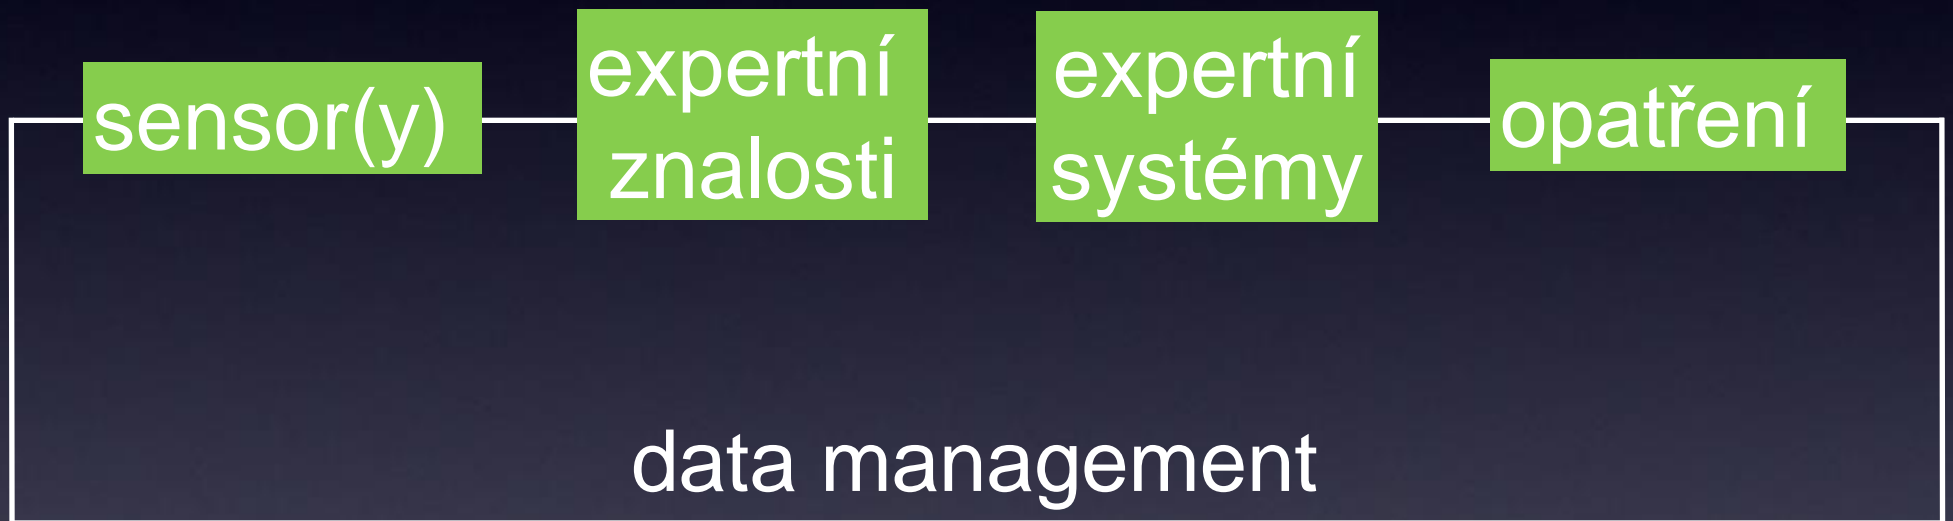 sensor(y)
expertní
znalosti
expertní
systémy
opatření
data management